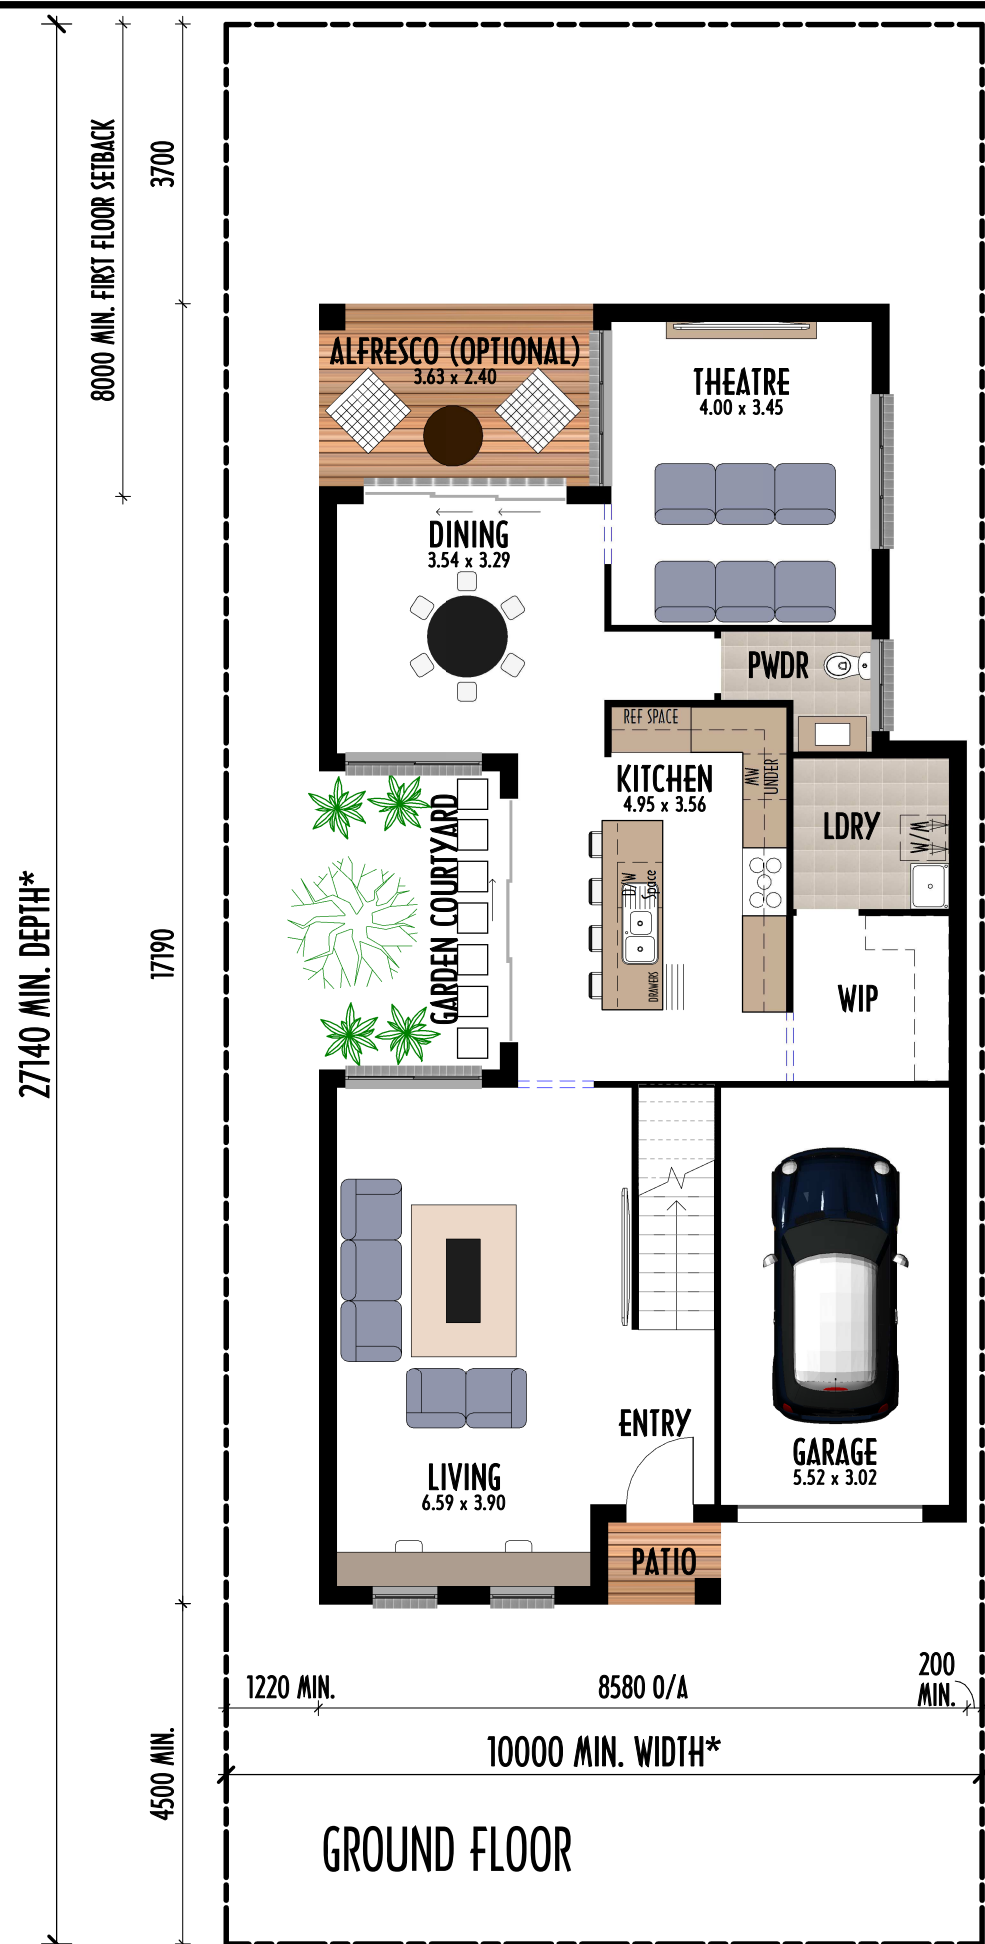 3700
8000 MIN. FIRST FLOOR SETBACK
ALFRESCO (OPTIONAL)
3.63 x 2.40
THEATRE
4.00 x 3.45
DINING
3.54 x 3.29
PWDR
REF SPACE
KITCHEN
4.95 x 3.56
MW
UNDER
LDRY
W/M
GARDEN COURTYARD
D/W
Space
DRAWERS
WIP
27140 MIN. DEPTH*
17190
ENTRY
GARAGE
5.52 x 3.02
LIVING
6.59 x 3.90
PATIO
1220 MIN.
8580 O/A
200
MIN.
10000 MIN. WIDTH*
4500 MIN.
GROUND FLOOR